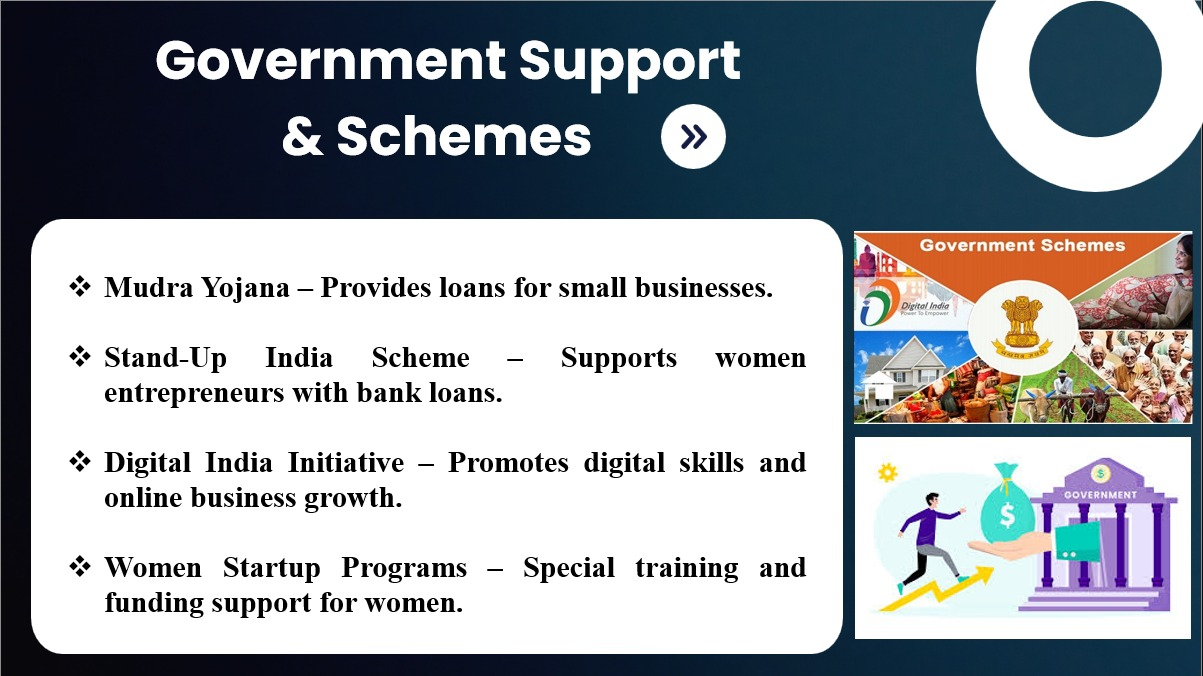 Government Support
& Schemes
❖ Mudra Yojana – Provides loans for small businesses.
❖ Stand-Up India Scheme – Supports women
entrepreneurs with bank loans.
❖ Digital India Initiative – Promotes digital skills and
online business growth.
❖ Women Startup Programs – Special training and
funding support for women.
Government Schemes
Digital India
Power To Empower
GOVERNMENT
$
$